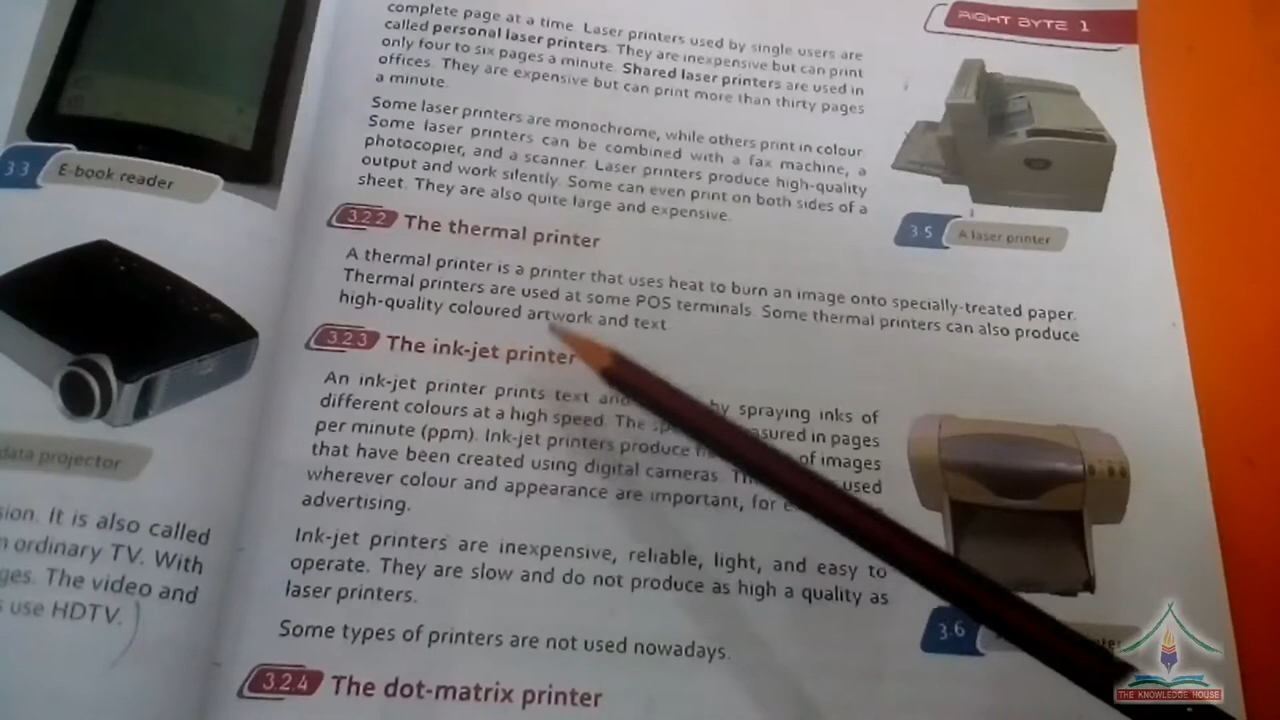 RIGHT BYTE 1
complete page at a time. Laser printers used by single users are
called personal laser printers. They are inexpensive but can print
only four to six pages a minute. Shared laser printers are used in
offices. They are expensive but can print more than thirty pages
a minute.
Some laser printers are monochrome, while others print in colour.
Some laser printers can be combined with a fax machine, a
photocopier, and a scanner. Laser printers produce high-quality
output and work silently. Some can even print on both sides of a
sheet. They are also quite large and expensive.
3.5 A laser printer
3.2.2 The thermal printer
A thermal printer is a printer that uses heat to burn an image onto specially-treated paper.
Thermal printers are used at some POS terminals. Some thermal printers can also produce
high-quality coloured artwork and text.
3.2.3 The ink-jet printer
An ink-jet printer prints text and by spraying inks of
different colours at a high speed. The in pages
per minute (ppm). Ink-jet printers produce of images
that have been created using digital cameras. used
wherever colour and appearance are important, for
advertising.
Ink-jet printers are inexpensive, reliable, light, and easy to
operate. They are slow and do not produce as high a quality as
laser printers.
Some types of printers are not used nowadays.
3.6
3.2.4 The dot-matrix printer
3.3 E-book reader
data projector
It is also called
ordinary TV. With
The video and
use HDTV.
THE KNOWLEDGE HOUSE